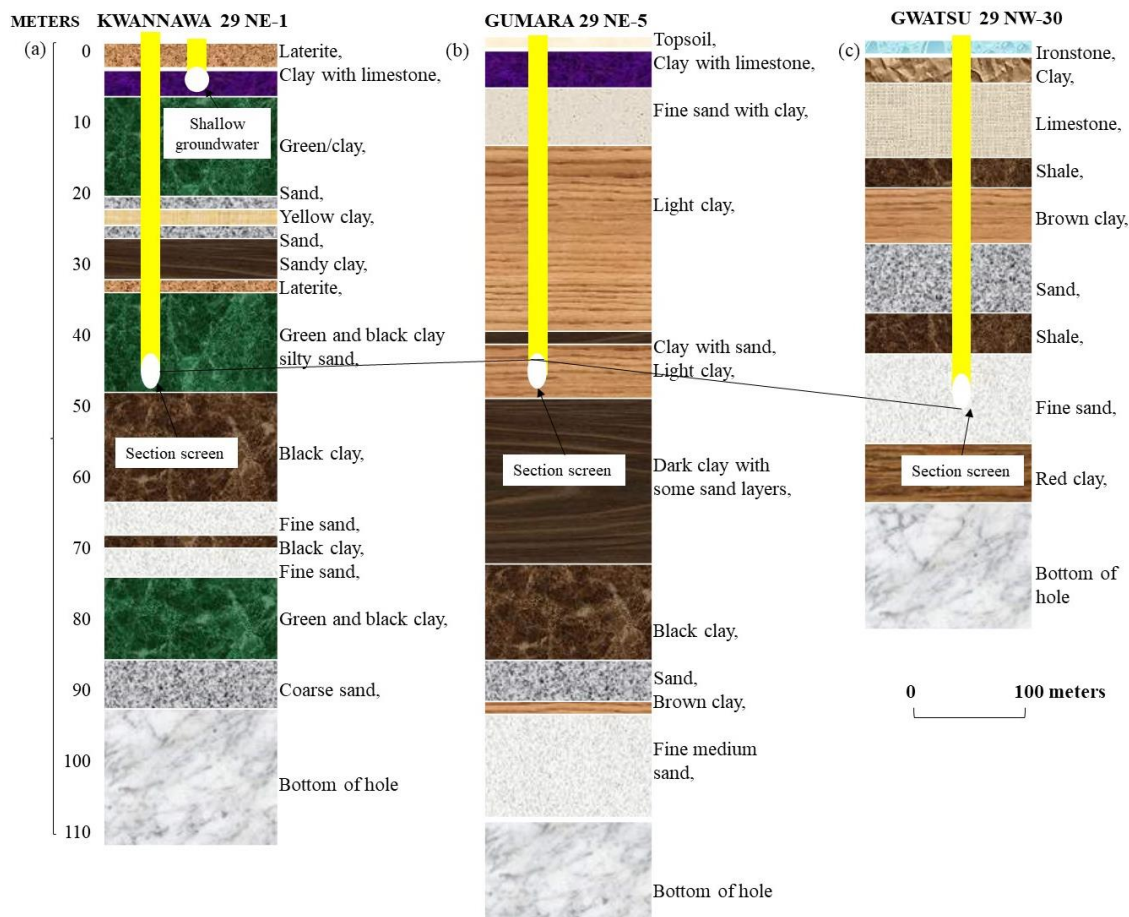 METERS
KWANNAWA 29 NE-1
GUMARA 29 NE-5
GWATSU 29 NW-30
(a)
0
10
20
30
40
50
60
70
80
90
100
110
Laterite,
Clay with limestone,
Shallow
groundwater
Green/clay,
Sand,
Yellow clay,
Sand,
Sandy clay,
Laterite,
Green and black clay
silty sand,
Section screen
Black clay,
Fine sand,
Black clay,
Fine sand,
Green and black clay,
Coarse sand,
Bottom of hole
(b)
Topsoil,
Clay with limestone,
Fine sand with clay,
Light clay,
Clay with sand,
Light clay,
Section screen
Dark clay with
some sand layers,
Black clay,
Sand,
Brown clay,
Fine medium
sand,
Bottom of hole
(c)
Ironstone,
Clay,
Limestone,
Shale,
Brown clay,
Sand,
Shale,
Fine sand,
Section screen
Red clay,
Bottom of
hole
0
100 meters